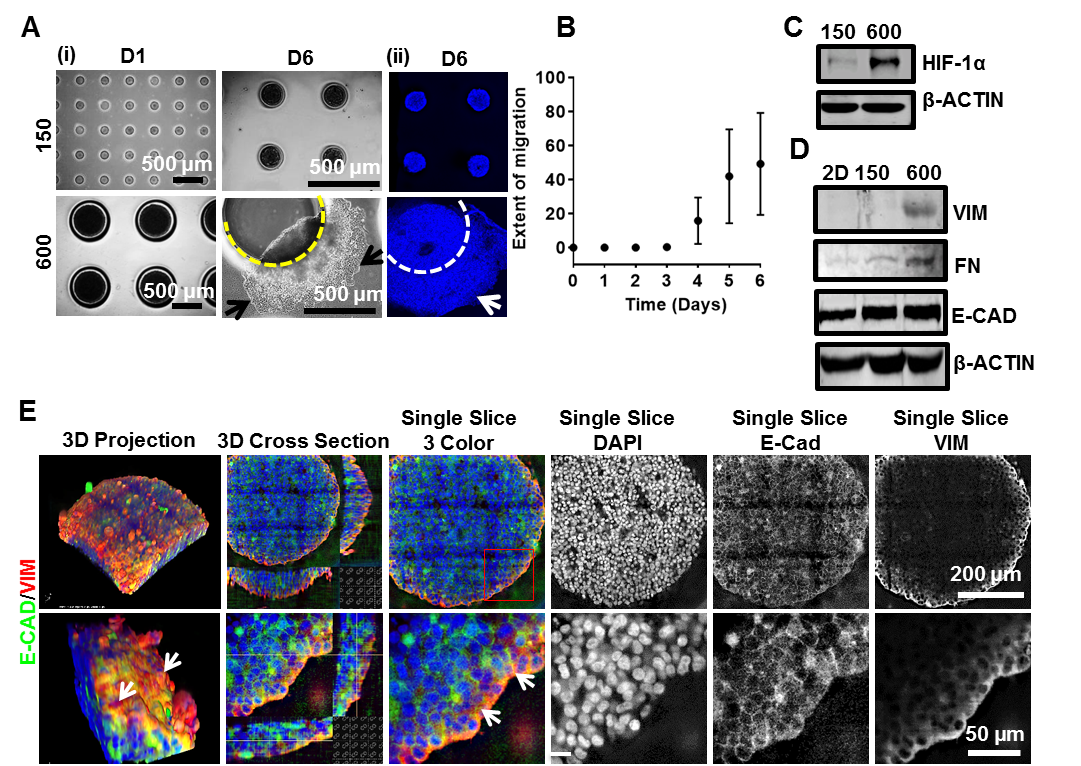 A
(i)
D1
D6
(ii)
D6
150
500 µm
500 µm
600
500 µm
500 µm
B
Extent of migration
100
80
60
40
20
0
0 1 2 3 4 5 6
Time (Days)
C
150 600
HIF-1α
β-ACTIN
D
2D 150 600
VIM
FN
E-CAD
β-ACTIN
E
3D Projection
3D Cross Section
Single Slice
3 Color
Single Slice
DAPI
Single Slice
E-Cad
Single Slice
VIM
E-CAD/VIM
200 µm
50 µm